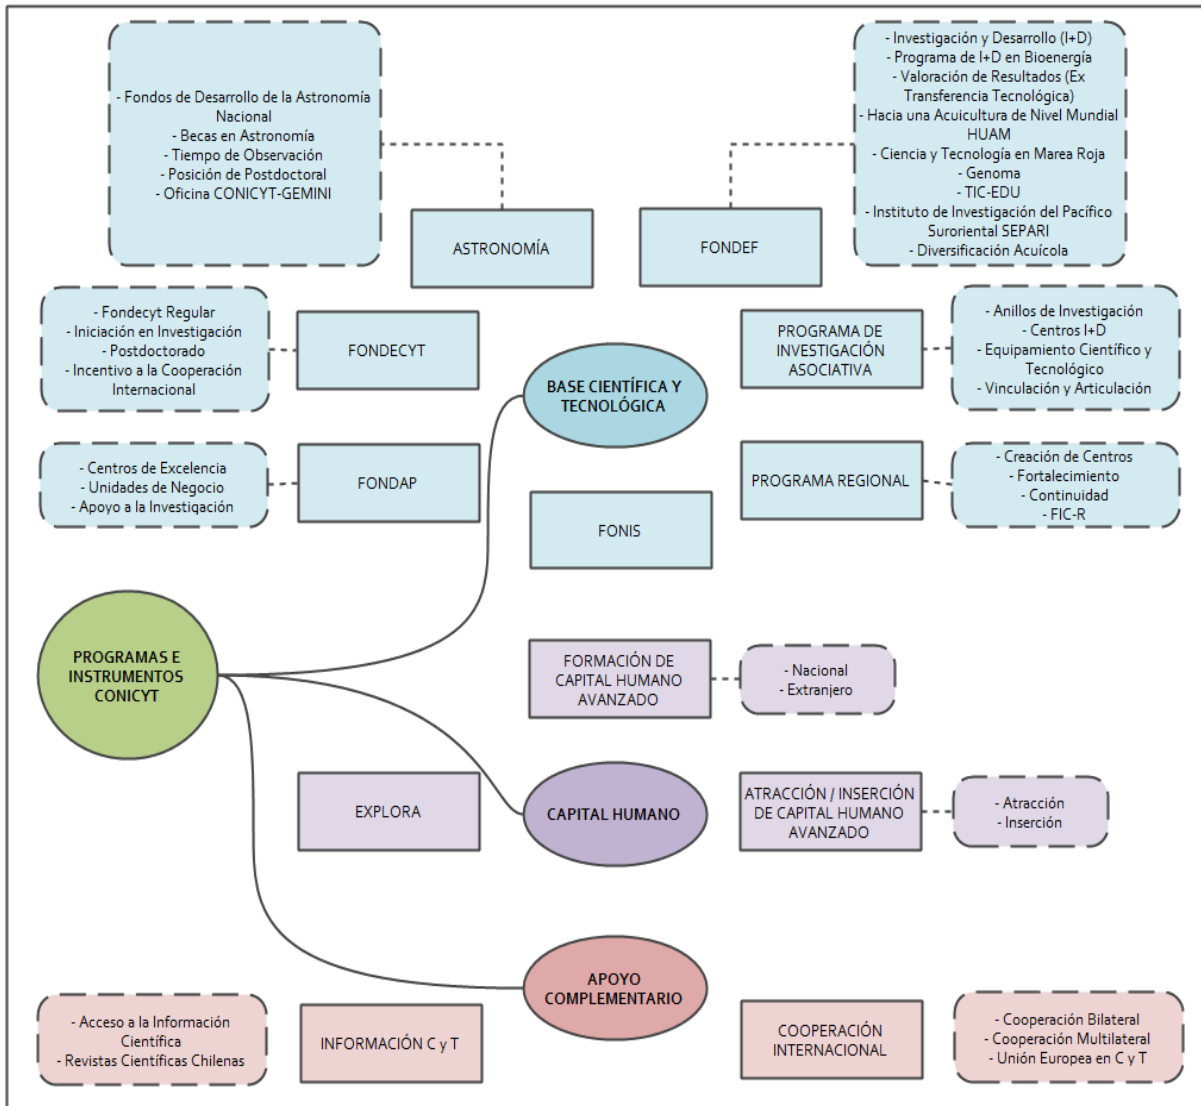 - Fondos de Desarrollo de la Astronomía
Nacional
- Becas en Astronomía
- Tiempo de Observación
- Posición de Postdoctoral
- Oficina CONICYT-GEMINI
- Investigación y Desarrollo (I+D)
- Programa de I+D en Bioenergía
- Valoración de Resultados (Ex
Transferencia Tecnológica)
- Hacia una Acuicultura de Nivel Mundial
HUAM
- Ciencia y Tecnología en Marea Roja
- Genoma
- TIC-EDU
- Instituto de Investigación del Pacífico
Suroriental SEPARI
- Diversificación Acuícola
ASTRONOMÍA
FONDEF
- Fondecyt Regular
- Iniciación en Investigación
- Postdoctorado
- Incentivo a la Cooperación
Internacional
FONDECYT
PROGRAMA DE
INVESTIGACIÓN
ASOCIATIVA
- Anillos de Investigación
- Centros I+D
- Equipamiento Científico y
Tecnológico
- Vinculación y Articulación
BASE CIENTÍFICA Y
TECNOLÓGICA
- Centros de Excelencia
- Unidades de Negocio
- Apoyo a la Investigación
FONDAP
PROGRAMA REGIONAL
- Creación de Centros
- Fortalecimiento
- Continuidad
- FIC-R
FONIS
PROGRAMAS E
INSTRUMENTOS
CONICYT
FORMACIÓN DE
CAPITAL HUMANO
AVANZADO
- Nacional
- Extranjero
EXPLORA
CAPITAL HUMANO
ATRACCIÓN / INSERCIÓN
DE CAPITAL HUMANO
AVANZADO
- Atracción
- Inserción
APOYO
COMPLEMENTARIO
- Acceso a la Información
Científica
- Revistas Científicas Chilenas
INFORMACIÓN C y T
COOPERACIÓN
INTERNACIONAL
- Cooperación Bilateral
- Cooperación Multilateral
- Unión Europea en C y T